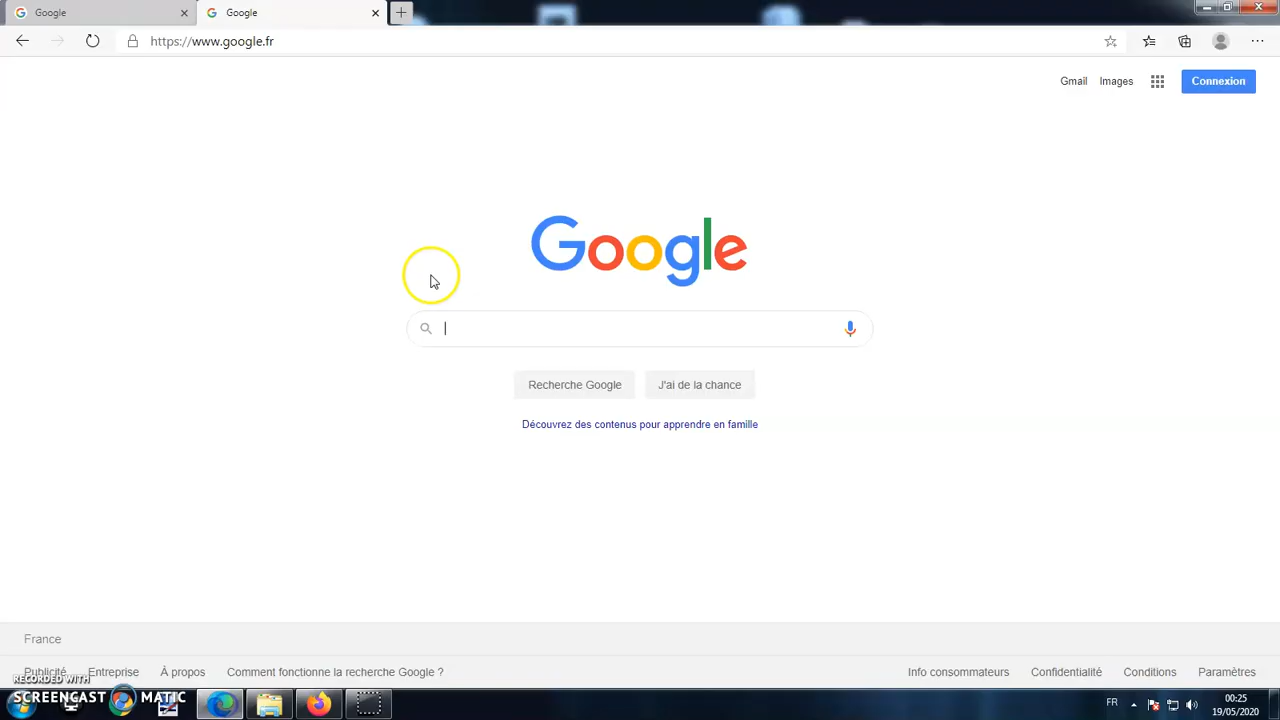 Google
Google
https://www.google.fr
Gmail
Images
Connexion
Google
Recherche Google
J'ai de la chance
Découvrez des contenus pour apprendre en famille
France
Publicité
Entreprise
À propos
Comment fonctionne la recherche Google ?
Info consommateurs
Confidentialité
Conditions
Paramètres
RECORDED WITH
SCREENCAST MATIC
FR
00:25
19/05/2020